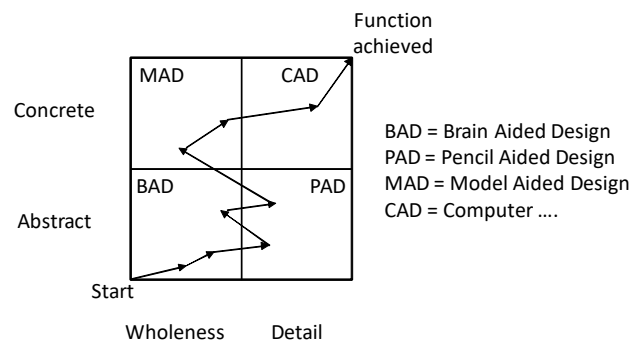 Function
achieved
MAD
CAD
Concrete
BAD = Brain Aided Design
PAD = Pencil Aided Design
MAD = Model Aided Design
CAD = Computer ....
BAD
PAD
Abstract
Start
Wholeness
Detail